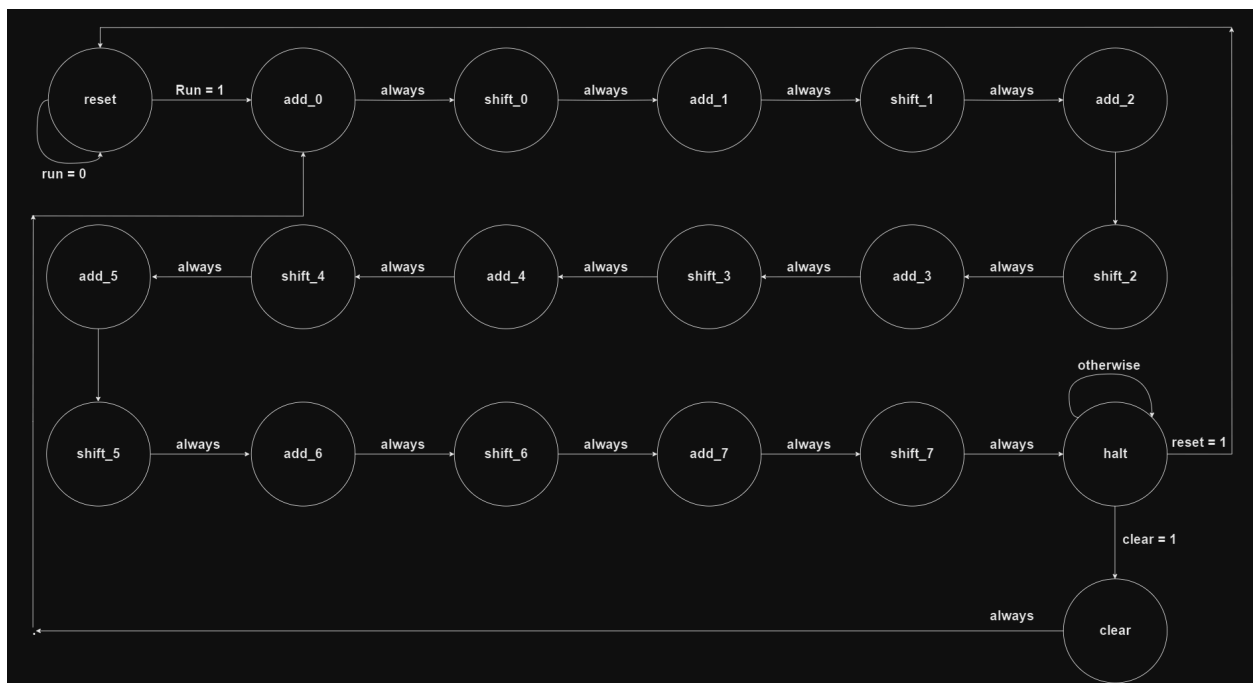 reset
Run = 1
add_0
always
shift_0
always
add_1
always
shift_1
always
add_2
run = 0
add_5
always
shift_4
always
add_4
always
shift_3
always
add_3
always
shift_2
otherwise
shift_5
always
add_6
always
shift_6
always
add_7
always
shift_7
always
halt
reset = 1
clear = 1
always
clear